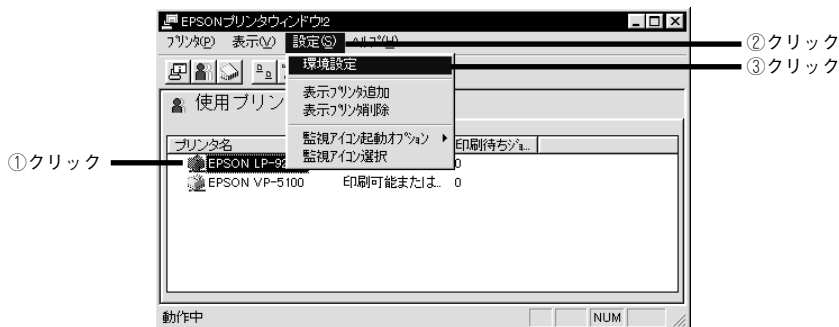 EPSONプリンタウィンドウ!2
プリンタ(P) 表示(V) 設定(S) ヘルプ(H)
②クリック
環境設定
③クリック
表示プリンタ追加
表示プリンタ削除
使用プリン
監視アイコン起動オプション
監視アイコン選択
プリンタ名
印刷待ちジョ...
①クリック
EPSON LP-92
0
EPSON VP-5100 印刷可能または... 0
動作中
NUM